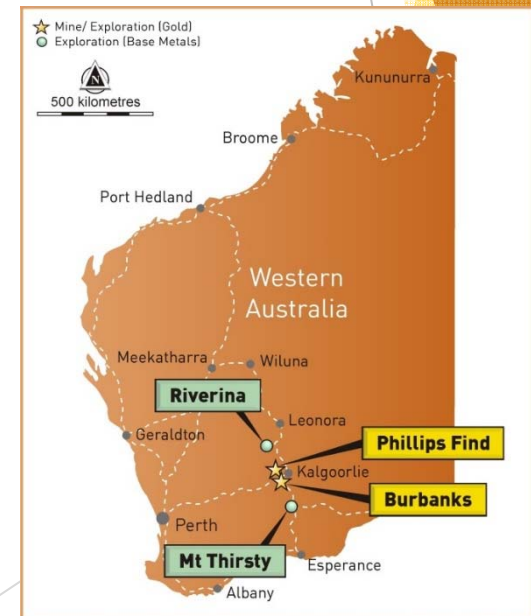 Mine/ Exploration (Gold)
Exploration (Base Metals)
N
500 kilometres
Kununurra
Broome
Port Hedland
Western
Australia
Meekatharra
Wiluna
Riverina
Leonora
Geraldton
Phillips Find
Kalgoorlie
Burbanks
Perth
Mt Thirsty
Esperance
Albany